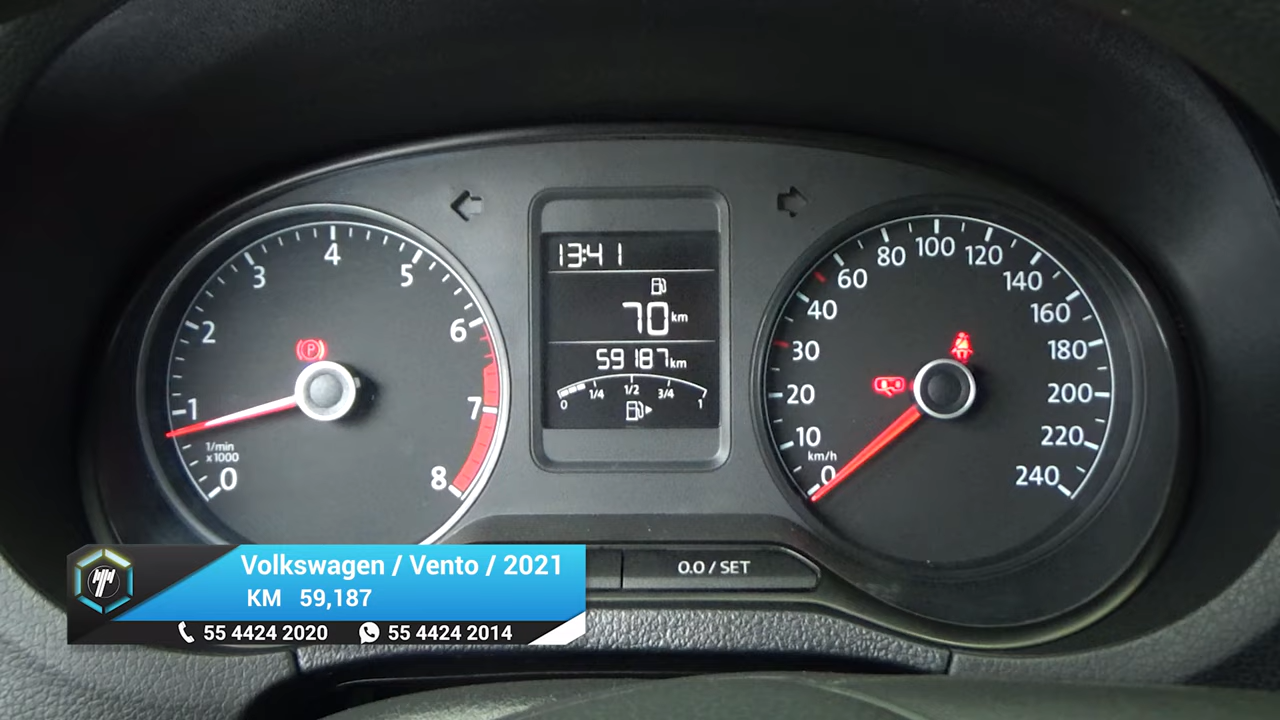 0 1 2 3 4 5 6 7 8
1/min
x1000
P
13:41
70 km
59187 km
0 1/4 1/2 3/4 1
0 10 20 30 40 60 80 100 120 140 160 180 200 220 240
km/h
0.0 / SET
Volkswagen / Vento / 2021
KM 59,187
55 4424 2020 55 4424 2014